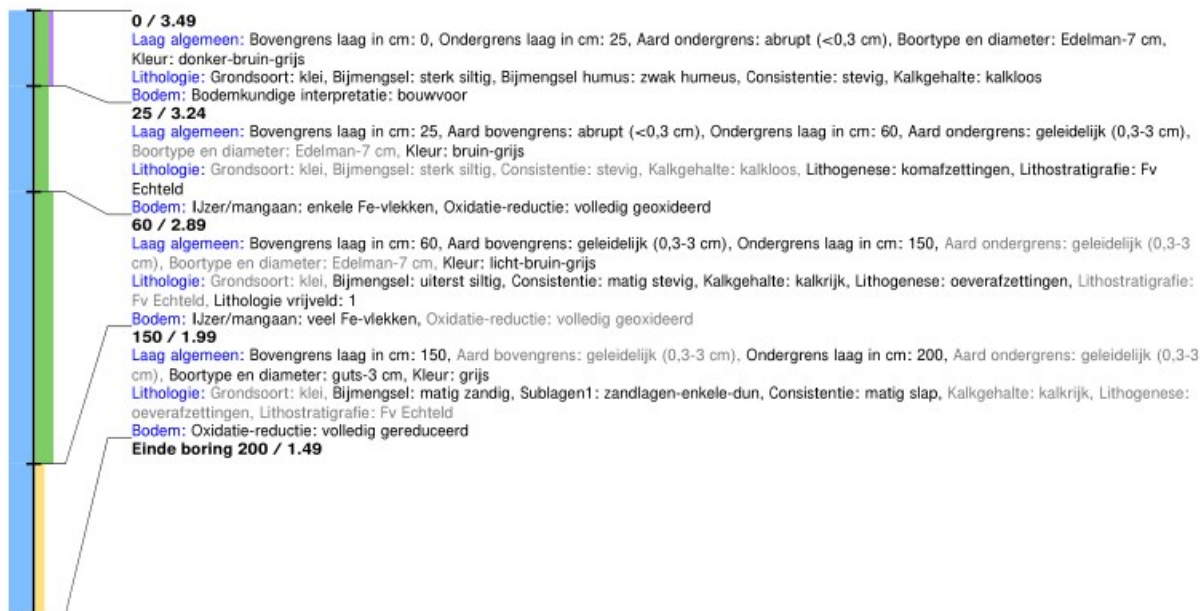 0 / 3.49
Laag algemeen: Bovengrens laag in cm: 0, Ondergrens laag in cm: 25, Aard ondergrens: abrupt (<0,3 cm), Boortype en diameter: Edelman-7 cm,
Kleur: donker-bruin-grijs
Lithologie: Grondsoort: klei, Bijmengsel: sterk siltig, Bijmengsel humus: zwak humeus, Consistentie: stevig, Kalkgehalte: kalkloos
Bodem: Bodemkundige interpretatie: bouwvoor
25 / 3.24
Laag algemeen: Bovengrens laag in cm: 25, Aard bovengrens: abrupt (<0,3 cm), Ondergrens laag in cm: 60, Aard ondergrens: geleidelijk (0,3-3 cm),
Boortype en diameter: Edelman-7 cm, Kleur: bruin-grijs
Lithologie: Grondsoort: klei, Bijmengsel: sterk siltig, Consistentie: stevig, Kalkgehalte: kalkloos, Lithogenese: komafzettingen, Lithostratigrafie: Fv
Echteld
Bodem: IJzer/mangaan: enkele Fe-vlekken, Oxidatie-reductie: volledig geoxideerd
60 / 2.89
Laag algemeen: Bovengrens laag in cm: 60, Aard bovengrens: geleidelijk (0,3-3 cm), Ondergrens laag in cm: 150, Aard ondergrens: geleidelijk (0,3-3
cm), Boortype en diameter: Edelman-7 cm, Kleur: licht-bruin-grijs
Lithologie: Grondsoort: klei, Bijmengsel: uiterst siltig, Consistentie: matig stevig, Kalkgehalte: kalkrijk, Lithogenese: oeverafzettingen, Lithostratigrafie:
Fv Echteld, Lithologie vrijveld: 1
Bodem: IJzer/mangaan: veel Fe-vlekken, Oxidatie-reductie: volledig geoxideerd
150 / 1.99
Laag algemeen: Bovengrens laag in cm: 150, Aard bovengrens: geleidelijk (0,3-3 cm), Ondergrens laag in cm: 200, Aard ondergrens: geleidelijk (0,3-3
cm), Boortype en diameter: guts-3 cm, Kleur: grijs
Lithologie: Grondsoort: klei, Bijmengsel: matig zandig, Sublagen1: zandlagen-enkele-dun, Consistentie: matig slap, Kalkgehalte: kalkrijk, Lithogenese:
oeverafzettingen, Lithostratigrafie: Fv Echteld
Bodem: Oxidatie-reductie: volledig gereduceerd
Einde boring 200 / 1.49